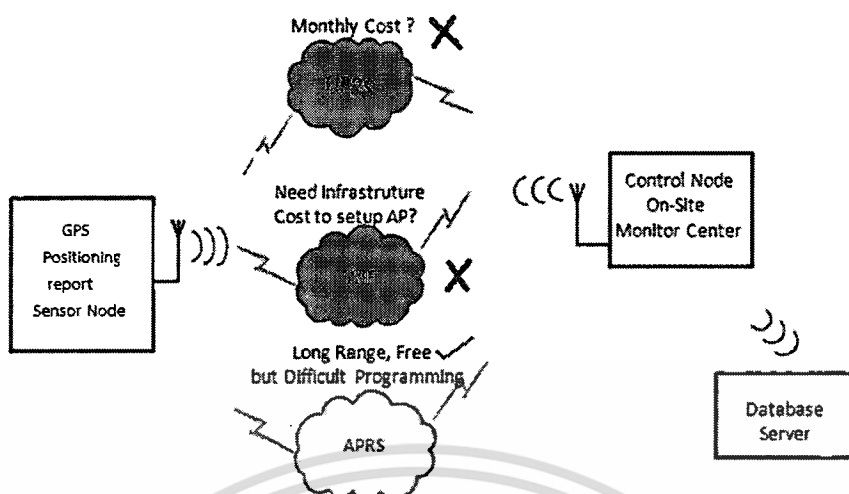 Monthly Cost ?
GPS
Positioning
report
Sensor Node
Need Infrastruture
Cost to setup AP?
Control Node
On-Site
Monitor Center
Long Range, Free
but Difficult Programming
APRS
Database
Server